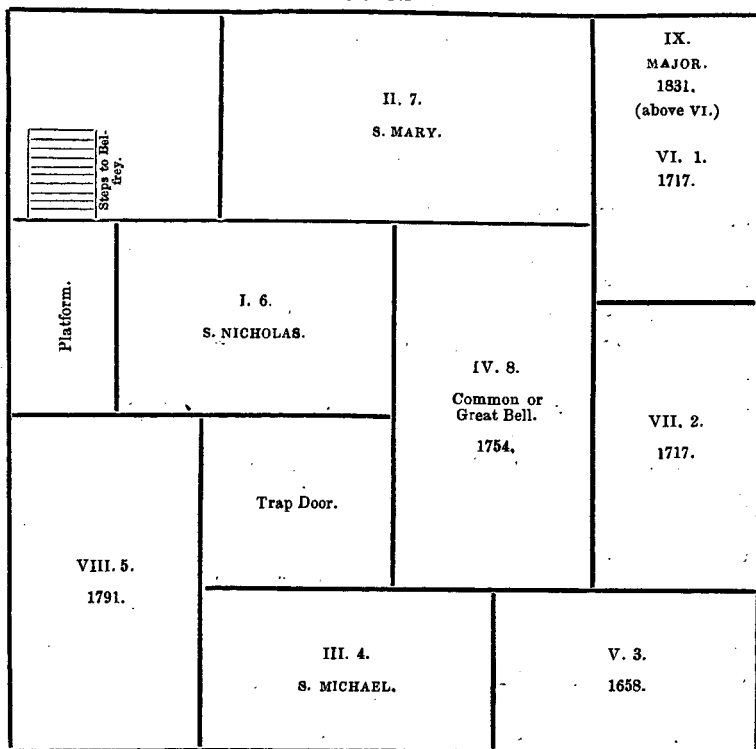 II. 7.
S. MARY.
IX.
MAJOR.
1831.
(above VI.)
VI. 1.
1717.
Steps to Bel-
frey.
Platform.
I. 6.
S. NICHOLAS.
IV. 8.
Common or
Great Bell.
1754.
VII. 2.
1717.
Trap Door.
VIII. 5.
1791.
III. 4.
S. MICHAEL.
V. 3.
1658.